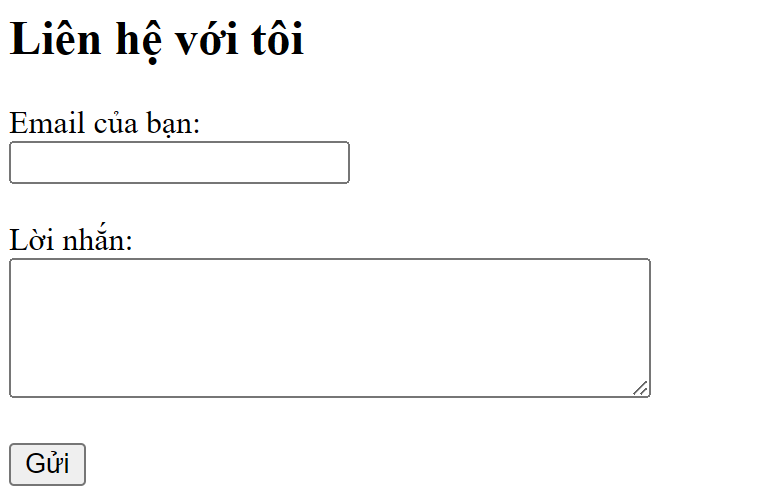 Liên hệ với tôi
Email của bạn:
Lời nhắn:
Gửi